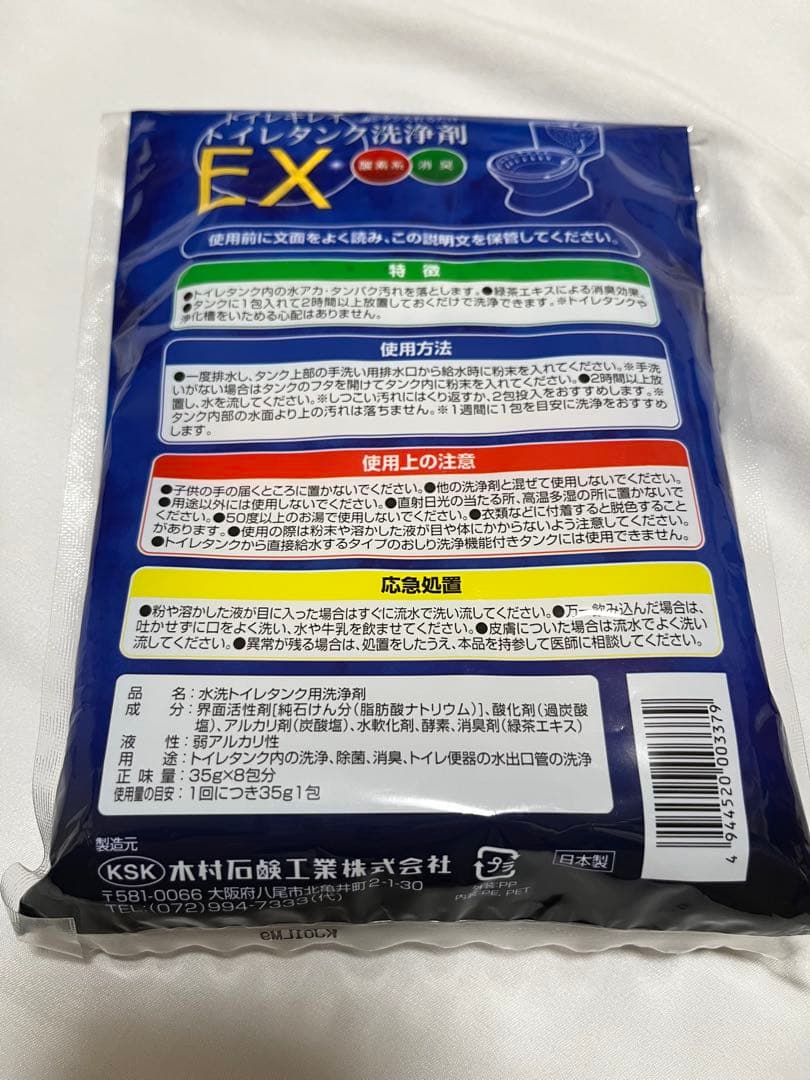 トイレキレイ
トイレタンク洗浄剤
EX
酸素系 消臭
使用前に文面をよく読み、この説明文を保管してください。
特徴
●トイレタンク内の水アカ・タンパク汚れを落とします。●緑茶エキスによる消臭効果。
●タンクに1包入れて2時間以上放置しておくだけで洗浄できます。※トイレタンクや
浄化槽をいためる心配はありません。
使用方法
●一度排水し、タンク上部の手洗い用排水口から給水時に粉末を入れてください。※手洗
いがない場合はタンクのフタを開けてタンク内に粉末を入れてください。●2時間以上放
置し、水を流してください。※しつこい汚れにはくり返すか、2包投入をおすすめします。※
タンク内部の水面より上の汚れは落ちません。※1週間に1包を目安に洗浄をおすすめ
します。
使用上の注意
●子供の手の届くところに置かないでください。●他の洗浄剤と混ぜて使用しないでください。
●用途以外には使用しないでください。●直射日光の当たる所、高温多湿の所に置かないで
ください。●50度以上のお湯で使用しないでください。●衣類などに付着すると脱色すること
があります。●使用の際は粉末や溶かした液が目や体にかからないよう注意してください。
●トイレタンクから直接給水するタイプのおしり洗浄機能付きタンクには使用できません。
応急処置
●粉や溶かした液が目に入った場合はすぐに流水で洗い流してください。●万一飲み込んだ場合は、
吐かせずに口をよく洗い、水や牛乳を飲ませてください。●皮膚についた場合は流水でよく洗い
流してください。●異常が残る場合は、処置をしたうえ、本品を持参して医師に相談してください。
品名:水洗トイレタンク用洗浄剤
成分:界面活性剤[純石けん分(脂肪酸ナトリウム)]、酸化剤(過炭酸
塩)、アルカリ剤(炭酸塩)、水軟化剤、酵素、消臭剤(緑茶エキス)
液性:弱アルカリ性
用途:トイレタンク内の洗浄、除菌、消臭、トイレ便器の水出口管の洗浄
正味量:35g×8包分
使用量の目安:1回につき35g1包
4 944520 003379
製造元
KSK 木村石鹸工業株式会社
〒581-0066 大阪府八尾市北亀井町2-1-30
TEL:(072)994-7333(代)
プラ
外装:PP
内装:PE, PET
日本製